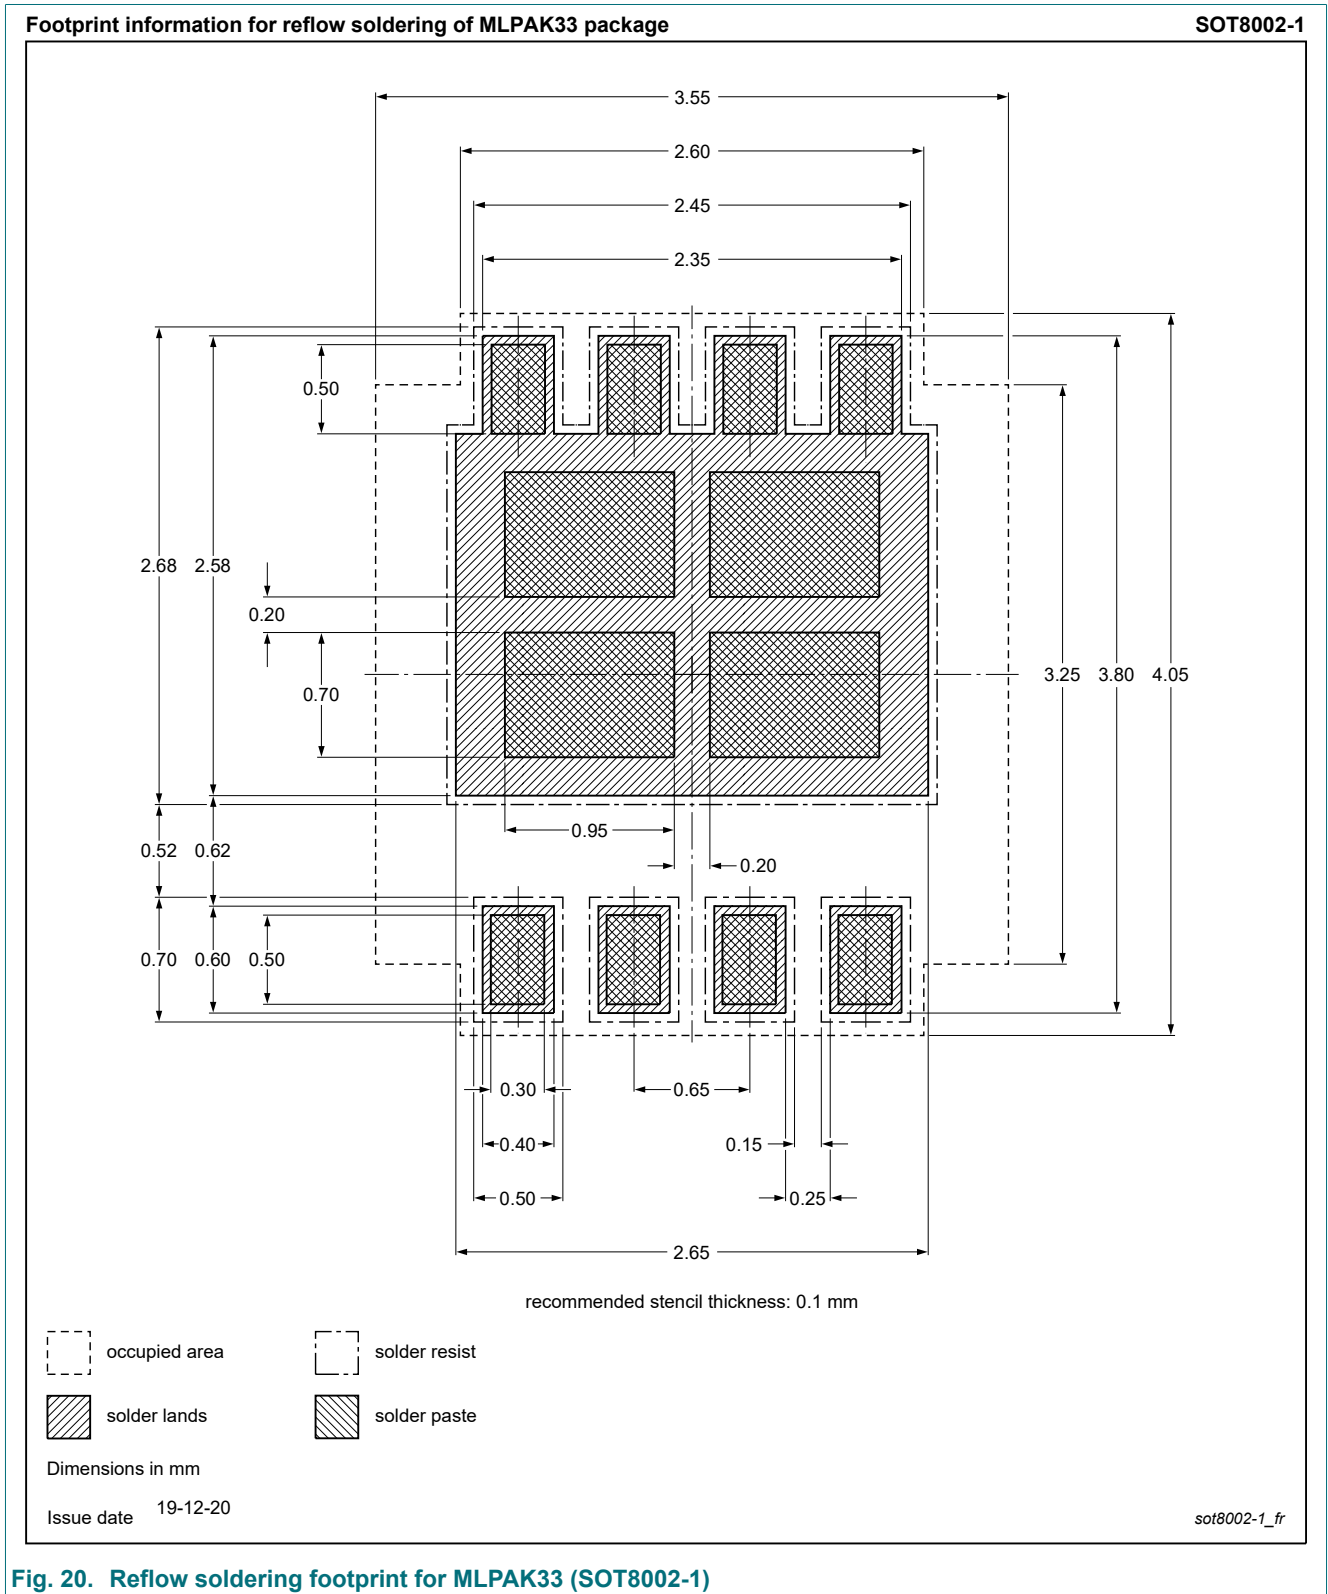 Footprint information for reflow soldering of MLPAK33 package SOT8002-1
3.55
2.60
2.45
2.35
0.50
2.68 2.58
0.20
0.70
3.25 3.80 4.05
0.95
0.52 0.62
0.20
0.70 0.60 0.50
0.30 0.65
0.40 0.15
0.50 0.25
2.65
recommended stencil thickness: 0.1 mm
occupied area solder resist
solder lands solder paste
Dimensions in mm
Issue date 19-12-20
sot8002-1_fr
Fig. 20. Reflow soldering footprint for MLPAK33 (SOT8002-1)